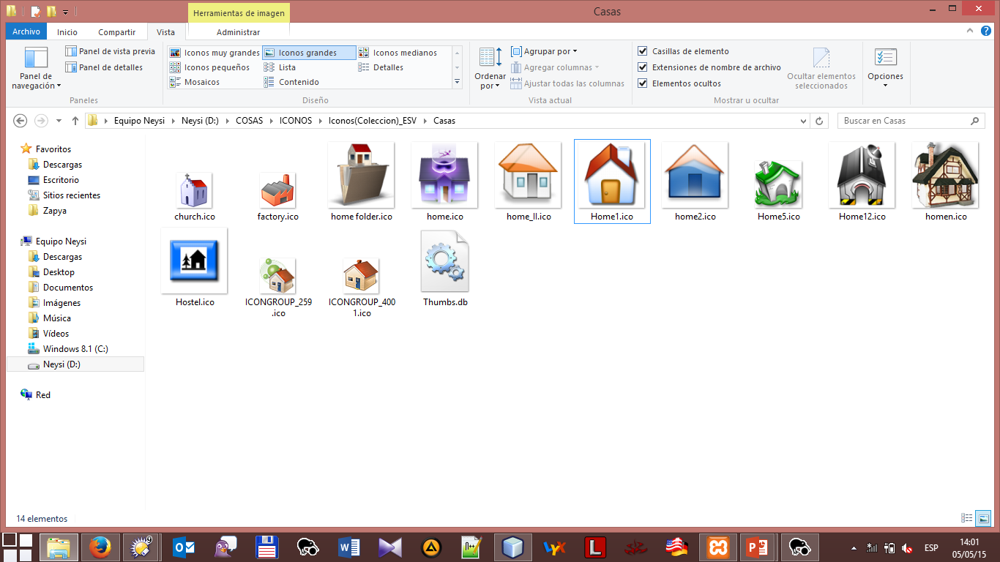 Herramientas de imagen
Casas
Archivo
Inicio
Compartir
Vista
Administrar
Panel de navegación
Panel de vista previa
Panel de detalles
Paneles
Iconos muy grandes
Iconos grandes
Iconos medianos
Iconos pequeños
Lista
Detalles
Mosaicos
Contenido
Diseño
Ordenar por
Agrupar por
Agregar columnas
Ajustar todas las columnas
Vista actual
Casillas de elemento
Extensiones de nombre de archivo
Elementos ocultos
Ocultar elementos seleccionados
Mostrar u ocultar
Opciones
Equipo Neysi
Neysi (D:)
COSAS
ICONOS
Iconos(Coleccion)_ESV
Casas
Buscar en Casas
Favoritos
Descargas
Escritorio
Sitios recientes
Zapya
Equipo Neysi
Descargas
Desktop
Documentos
Imágenes
Música
Vídeos
Windows 8.1 (C:)
Neysi (D:)
Red
church.ico
factory.ico
home folder.ico
home.ico
home_II.ico
Home1.ico
home2.ico
Home5.ico
Home12.ico
homen.ico
Hostel.ico
ICONGROUP_259
.ico
ICONGROUP_400
1.ico
Thumbs.db
14 elementos
ESP
14:01
05/05/15